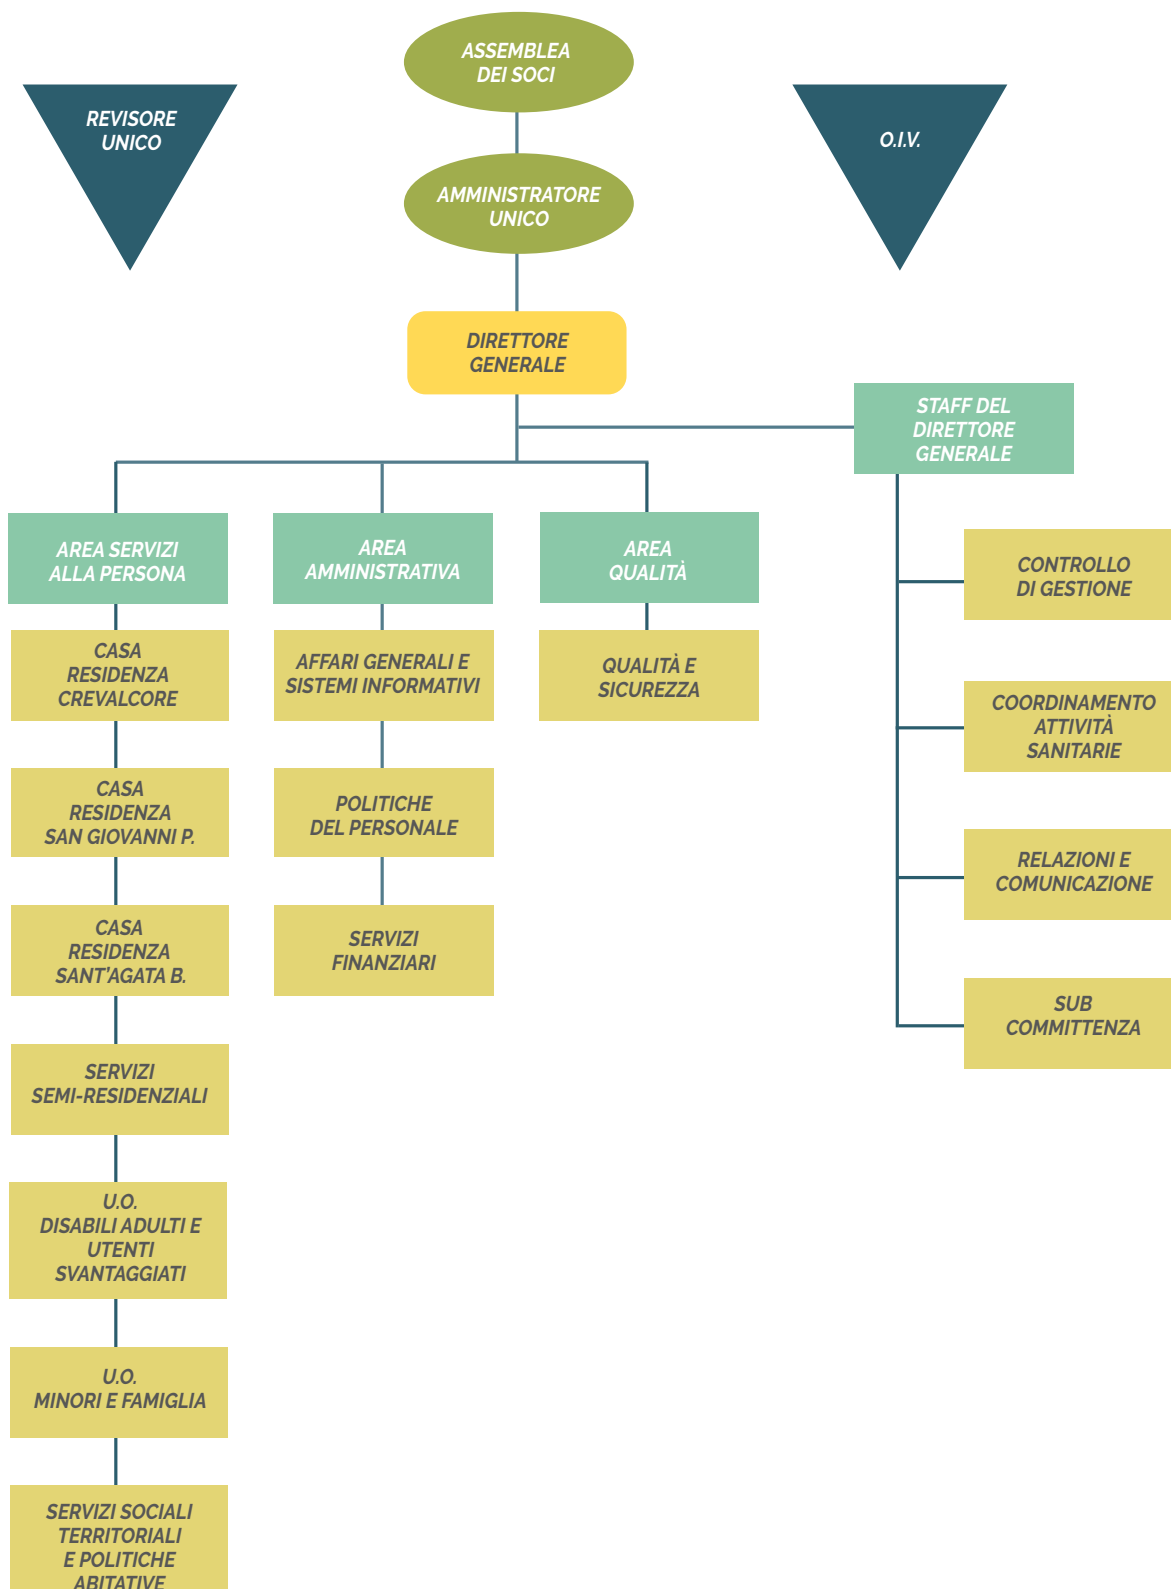 ASSEMBLEA
DEI SOCI
REVISORE
UNICO
O.I.V.
AMMINISTRATORE
UNICO
DIRETTORE
GENERALE
STAFF DEL
DIRETTORE
GENERALE
AREA SERVIZI
ALLA PERSONA
AREA
AMMINISTRATIVA
AREA
QUALITÀ
CONTROLLO
DI GESTIONE
CASA
RESIDENZA
CREVALCORE
AFFARI GENERALI E
SISTEMI INFORMATIVI
QUALITÀ E
SICUREZZA
COORDINAMENTO
ATTIVITÀ
SANITARIE
CASA
RESIDENZA
SAN GIOVANNI P.
POLITICHE
DEL PERSONALE
RELAZIONI E
COMUNICAZIONE
CASA
RESIDENZA
SANT'AGATA B.
SERVIZI
FINANZIARI
SUB
COMMITTENZA
SERVIZI
SEMI-RESIDENZIALI
U.O.
DISABILI ADULTI E
UTENTI
SVANTAGGIATI
U.O.
MINORI E FAMIGLIA
SERVIZI SOCIALI
TERRITORIALI
E POLITICHE
ABITATIVE